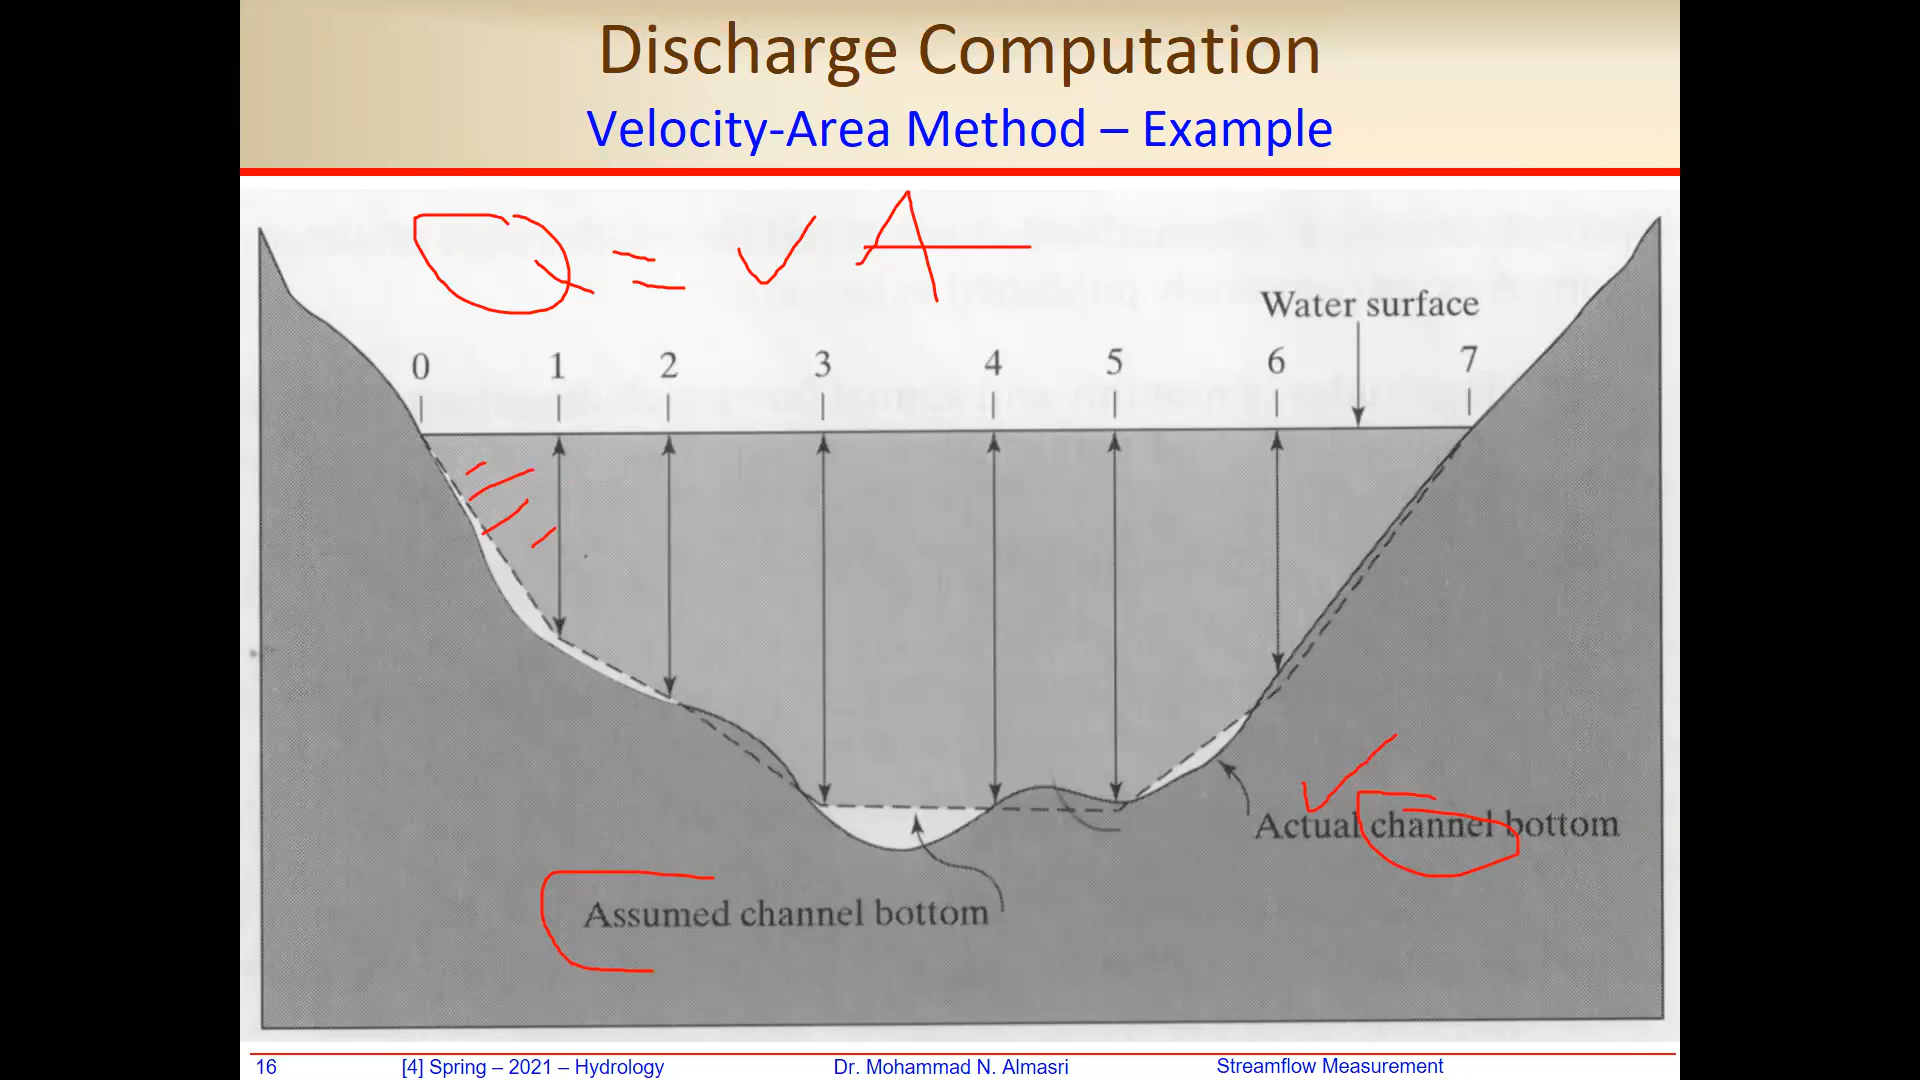 Discharge Computation
Velocity-Area Method – Example
Q = v A
Water surface
0 1 2 3 4 5 6 7
Actual channel bottom
Assumed channel bottom
16 [4] Spring – 2021 – Hydrology Dr. Mohammad N. Almasri Streamflow Measurement